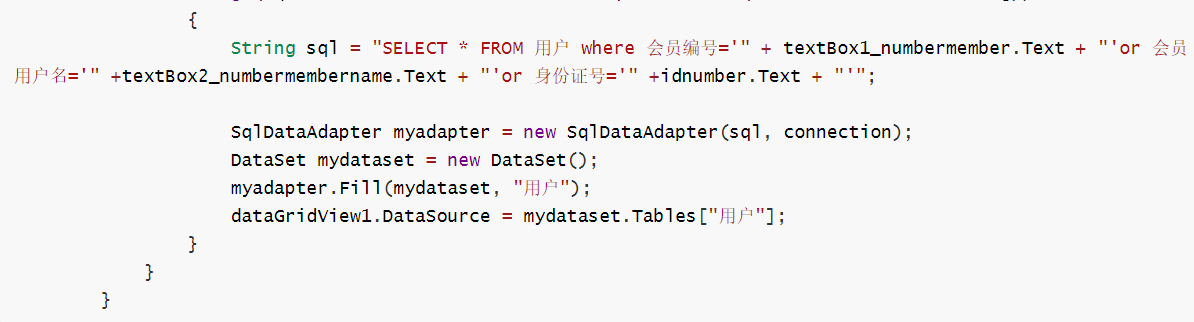 {
String sql = "SELECT * FROM 用户 where 会员编号='" + textBox1_numbermember.Text + "'or 会员
用户名='" +textBox2_numbermembername.Text + "'or 身份证号='" +idnumber.Text + "'";
SqlDataAdapter myadapter = new SqlDataAdapter(sql, connection);
DataSet mydataset = new DataSet();
myadapter.Fill(mydataset, "用户");
dataGridView1.DataSource = mydataset.Tables["用户"];
}
}
}